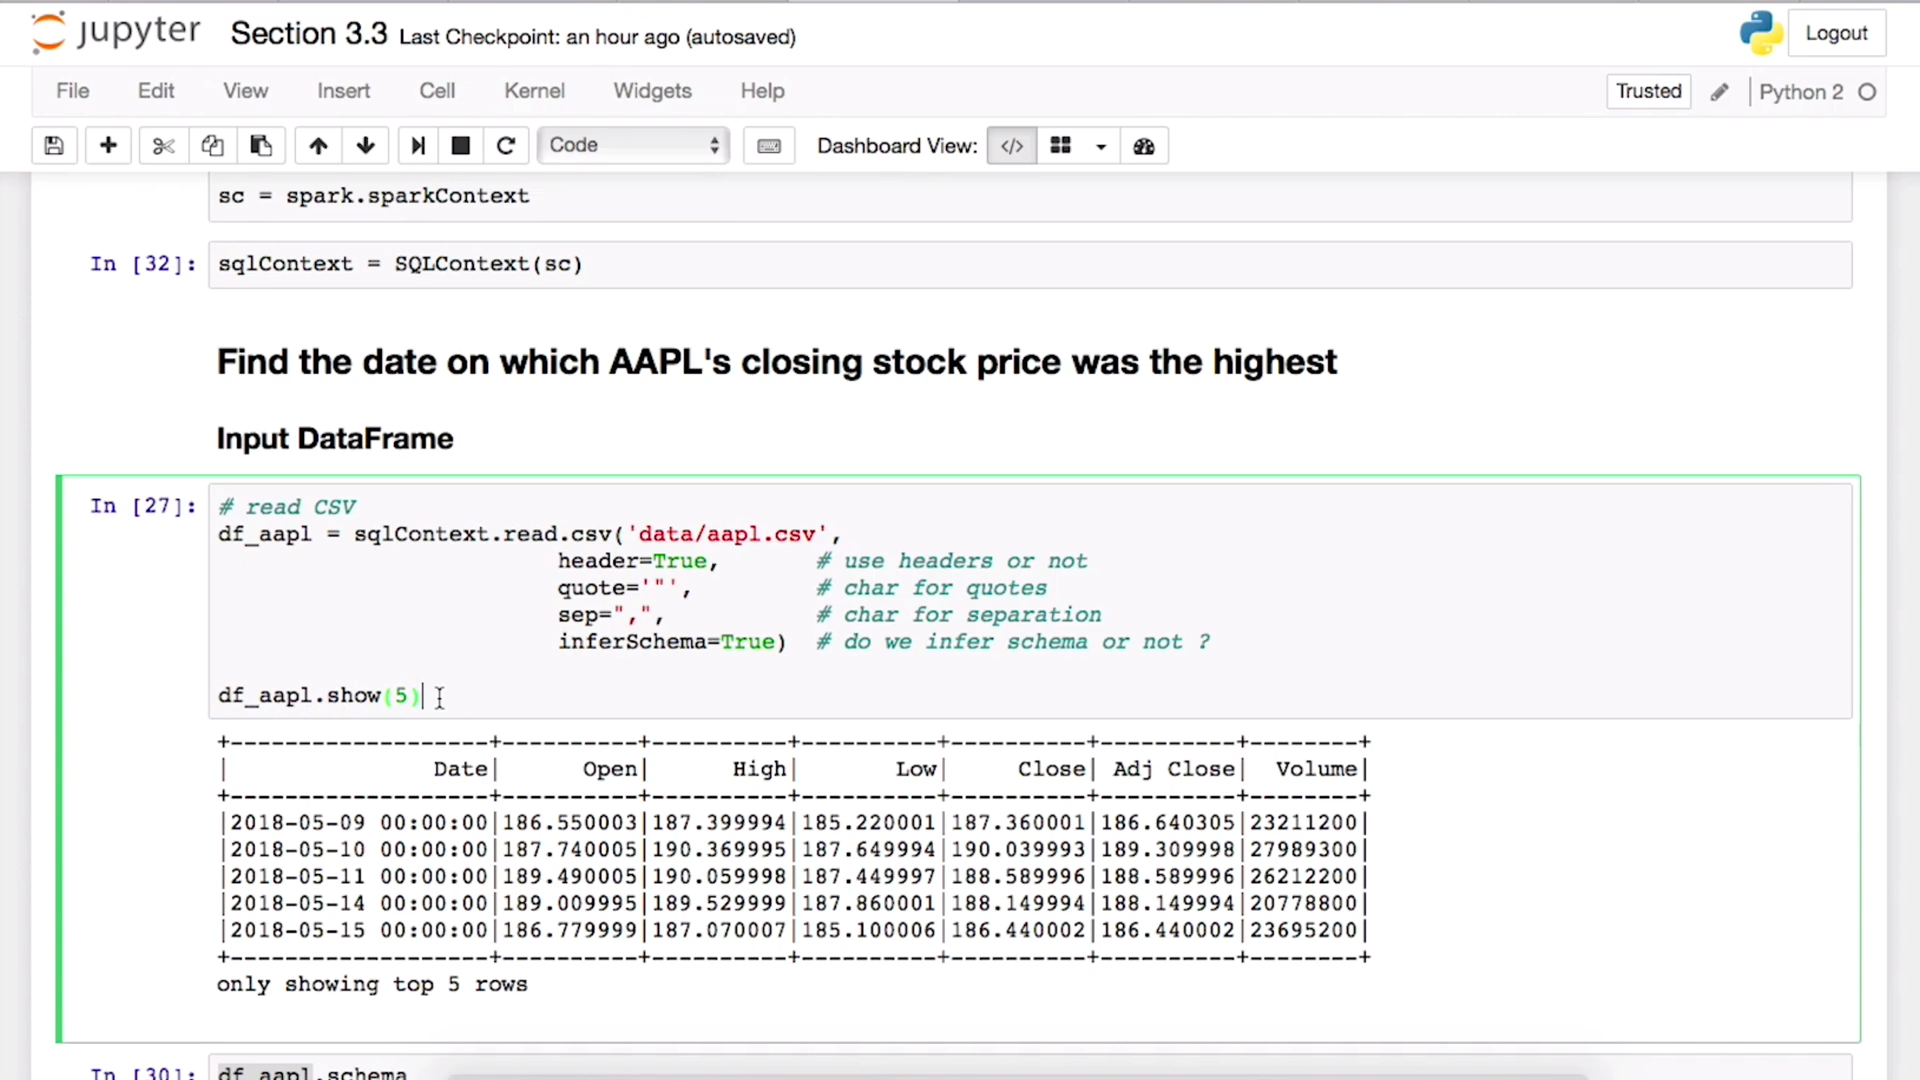 jupyter Section 3.3 Last Checkpoint: an hour ago (autosaved) Logout
File Edit View Insert Cell Kernel Widgets Help Trusted Python 2
Code Dashboard View: </>
sc = spark.sparkContext
In [32]: sqlContext = SQLContext(sc)
Find the date on which AAPL's closing stock price was the highest
Input DataFrame
In [27]: # read CSV
df_aapl = sqlContext.read.csv('data/aapl.csv',
header=True, # use headers or not
quote='"', # char for quotes
sep=",", # char for separation
inferSchema=True) # do we infer schema or not ?
df_aapl.show(5)
+-------------------+----------+----------+----------+----------+----------+--------+
|               Date|      Open|      High|       Low|     Close| Adj Close|  Volume|
+-------------------+----------+----------+----------+----------+----------+--------+
|2018-05-09 00:00:00|186.550003|187.399994|185.220001|187.360001|186.640305|23211200|
|2018-05-10 00:00:00|187.740005|190.369995|187.649994|190.039993|189.309998|27989300|
|2018-05-11 00:00:00|189.490005|190.059998|187.449997|188.589996|188.589996|26212200|
|2018-05-14 00:00:00|189.009995|189.529999|187.860001|188.149994|188.149994|20778800|
|2018-05-15 00:00:00|186.779999|187.070007|185.100006|186.440002|186.440002|23695200|
+-------------------+----------+----------+----------+----------+----------+--------+
only showing top 5 rows
In [30]: df_aapl.schema